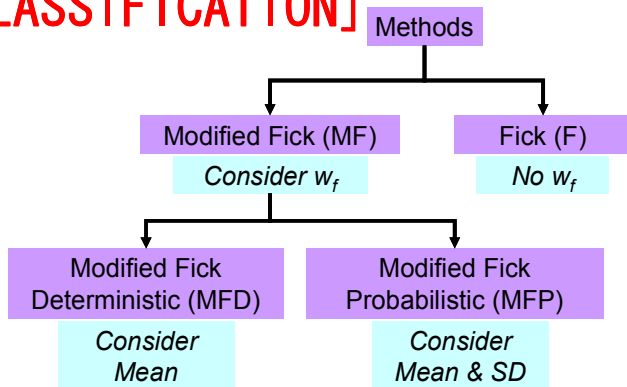 LASSIFICATION]
Methods
Modified Fick (MF)
Fick (F)
Consider wf
No wf
Modified Fick
Deterministic (MFD)
Modified Fick
Probabilistic (MFP)
Consider
Mean
Consider
Mean & SD